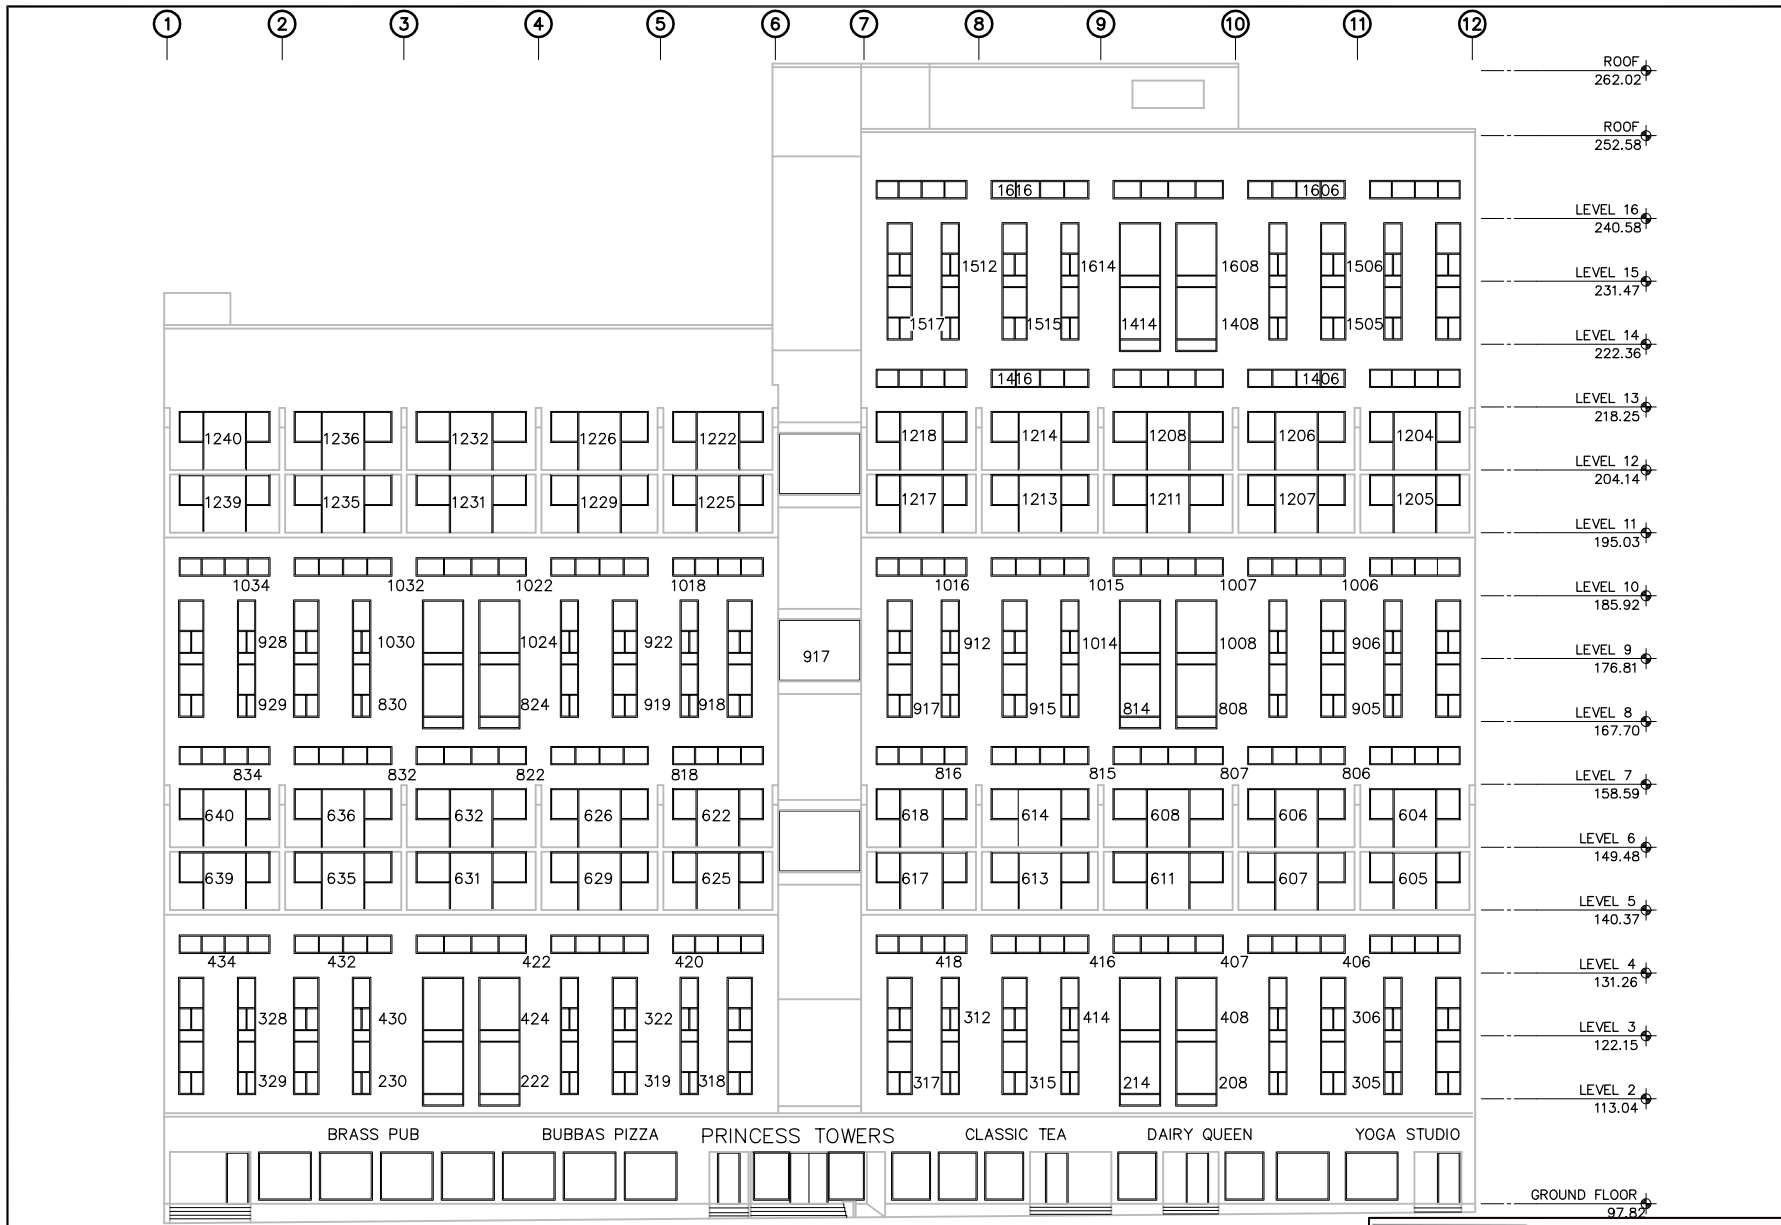 1 2 3 4 5 6 7 8 9 10 11 12
ROOF
262.02
ROOF
252.58
1616 1606
LEVEL 16
240.58
1512 1614 1608 1506
LEVEL 15
231.47
1517 1515 1414 1408 1505
LEVEL 14
222.36
1416 1406
LEVEL 13
218.25
1240 1236 1232 1226 1222 1218 1214 1208 1206 1204
LEVEL 12
204.14
1239 1235 1231 1229 1225 1217 1213 1211 1207 1205
LEVEL 11
195.03
1034 1032 1022 1018 1016 1015 1007 1006
LEVEL 10
185.92
928 1030 1024 922 912 1014 1008 906
917
LEVEL 9
176.81
929 830 824 919 918 917 915 814 808 905
LEVEL 8
167.70
834 832 822 818 816 815 807 806
LEVEL 7
158.59
640 636 632 626 622 618 614 608 606 604
LEVEL 6
149.48
639 635 631 629 625 617 613 611 607 605
LEVEL 5
140.37
434 432 422 420 418 416 407 406
LEVEL 4
131.26
328 430 424 322 312 414 408 306
LEVEL 3
122.15
329 230 222 319 318 317 315 214 208 305
LEVEL 2
113.04
BRASS PUB BUBBAS PIZZA PRINCESS TOWERS CLASSIC TEA DAIRY QUEEN YOGA STUDIO
GROUND FLOOR
97.82